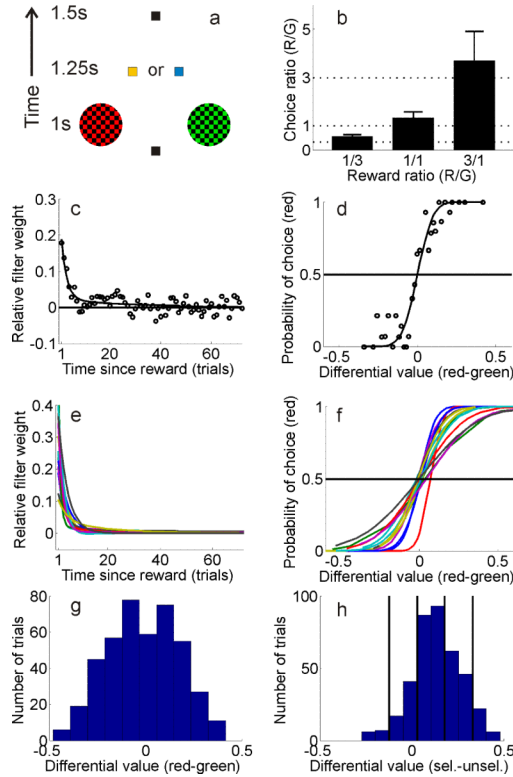 1.5s a
1.25s or
1s
Time
b
Choice ratio (R/G)
5
3
1
0
1/3 1/1 3/1
Reward ratio (R/G)
c
Relative filter weight
0.3
0.2
0.1
0
-0.1
1 20 40 60
Time since reward (trials)
d
Probability of choice (red)
1
0.5
0
-0.5 0 0.5
Differential value (red-green)
e
Relative filter weight
0.4
0.3
0.2
0.1
0
1 20 40 60
Time since reward (trials)
f
Probability of choice (red)
1
0.5
0
-0.5 0 0.5
Differential value (red-green)
g
Number of trials
80
60
40
20
0
-0.5 0 0.5
Differential value (red-green)
h
Number of trials
100
50
0
-0.5 0 0.5
Differential value (sel.-unsel.)